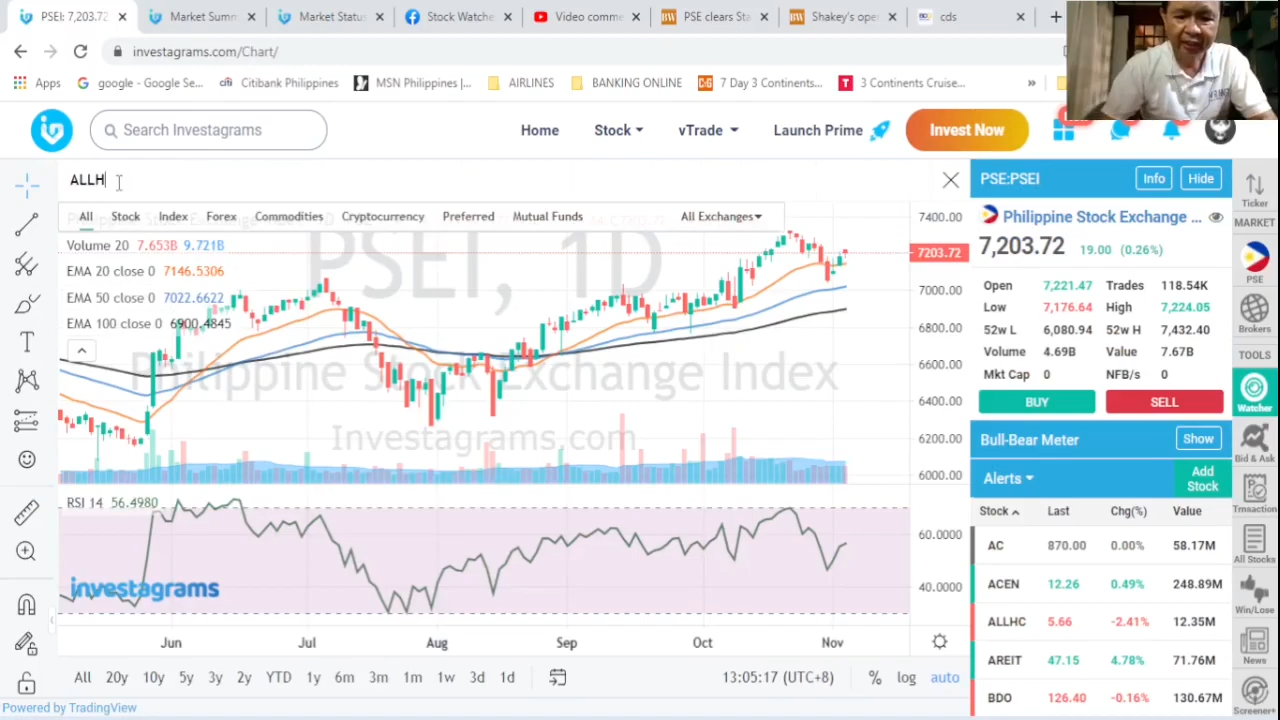 PSEI: 7,203.7
Market Summ
Market Statu
Stock Watche
Video comme
PSE clears Sta
Shakey's ope
cds
investagrams.com/Chart/
Apps
google - Google Se...
Citibank Philippines
MSN Philippines |...
AIRLINES
BANKING ONLINE
7 Day 3 Continents...
3 Continents Cruise...
»
Search Investagrams
Home
Stock
vTrade
Launch Prime
Invest Now
ALLH
All
Stock
Index
Forex
Commodities
Cryptocurrency
Preferred
Mutual Funds
All Exchanges
PSEI, 1D
Philippine Stock Exchange Index
Investagrams.com
Volume 20 7.653B 9.721B
EMA 20 close 0 7146.5306
EMA 50 close 0 7022.6622
EMA 100 close 0 6900.4845
7400.00
7203.72
7000.00
6800.00
6600.00
6400.00
6200.00
6000.00
RSI 14 56.4980
60.0000
40.0000
investagrams
Jun
Jul
Aug
Sep
Oct
Nov
All
20y
10y
5y
3y
2y
YTD
1y
6m
3m
1m
1w
3d
1d
13:05:17 (UTC+8)
%
log
auto
Powered by TradingView
PSE:PSEI
Info
Hide
Philippine Stock Exchange ...
7,203.72 19.00 (0.26%)
Open 7,221.47 Trades 118.54K
Low 7,176.64 High 7,224.05
52w L 6,080.94 52w H 7,432.40
Volume 4.69B Value 7.67B
Mkt Cap 0 NFB/s 0
BUY
SELL
Bull-Bear Meter
Show
Alerts
Add
Stock
Stock Last Chg(%) Value
AC 870.00 0.00% 58.17M
ACEN 12.26 0.49% 248.89M
ALLHC 5.66 -2.41% 12.35M
AREIT 47.15 4.78% 71.76M
BDO 126.40 -0.16% 130.67M
Ticker
MARKET
PSE
Brokers
TOOLS
Watcher
Bid & Ask
Trnsaction
All Stocks
Win/Lose
News
Screener+